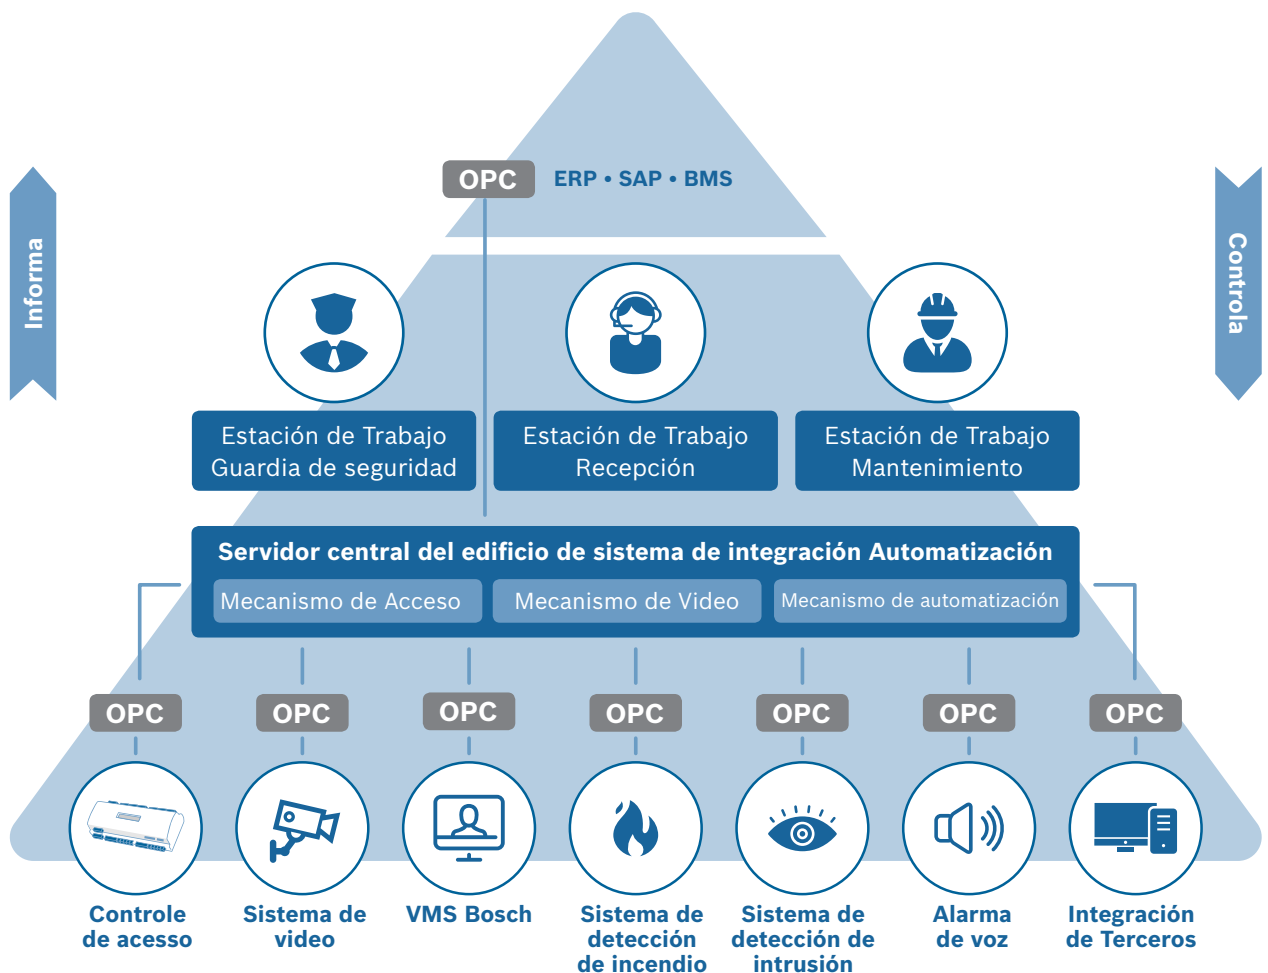 OPC
ERP • SAP • BMS
Informa
Controla
Estación de Trabajo
Guardia de seguridad
Estación de Trabajo
Recepción
Estación de Trabajo
Mantenimiento
Servidor central del edificio de sistema de integración Automatización
Mecanismo de Acceso
Mecanismo de Video
Mecanismo de automatización
OPC
OPC
OPC
OPC
OPC
OPC
OPC
Controle
de acesso
Sistema de
video
VMS Bosch
Sistema de
detección
de incendio
Sistema de
detección de
intrusión
Alarma
de voz
Integración
de Terceros